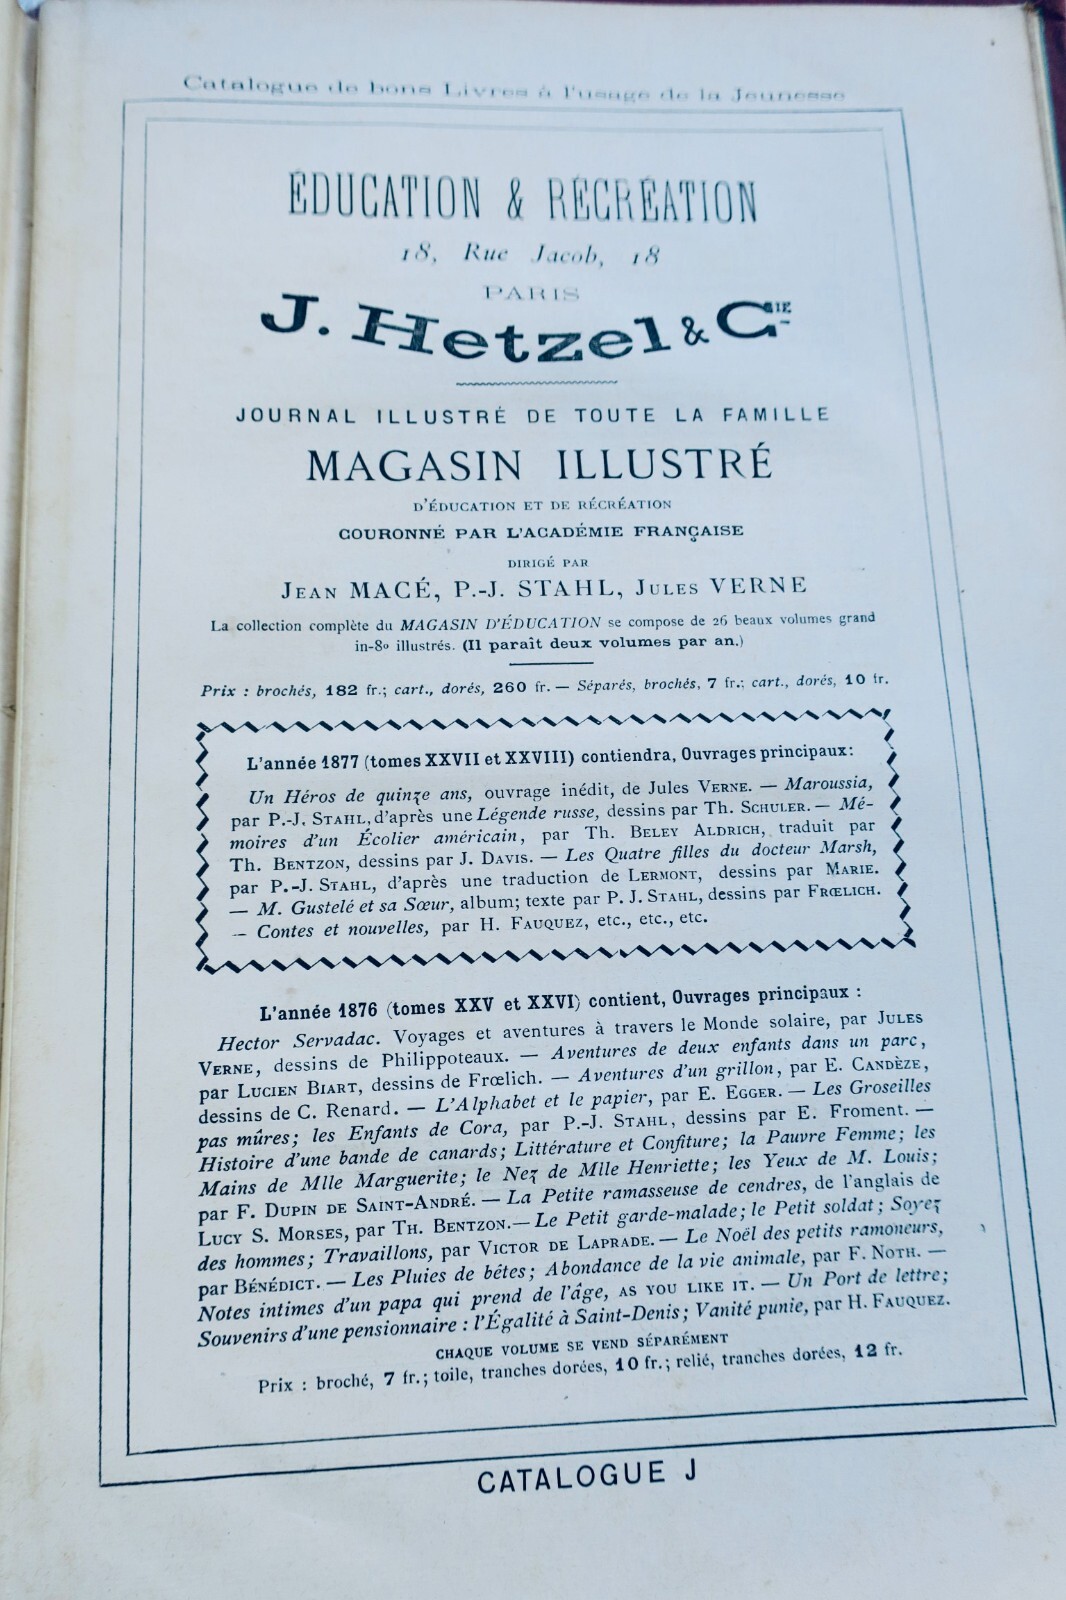 Catalogue de bons Livres à l'usage de la Jeunesse
ÉDUCATION & RÉCRÉATION
18, Rue Jacob, 18
PARIS
J. Hetzel & Cie
JOURNAL ILLUSTRÉ DE TOUTE LA FAMILLE
MAGASIN ILLUSTRÉ
D'ÉDUCATION ET DE RÉCRÉATION
COURONNÉ PAR L'ACADÉMIE FRANÇAISE
DIRIGÉ PAR
JEAN MACÉ, P.-J. STAHL, JULES VERNE
La collection complète du MAGASIN D'ÉDUCATION se compose de 26 beaux volumes grand
in-8o illustrés. (Il paraît deux volumes par an.)
Prix : brochés, 182 fr.; cart., dorés, 260 fr. — Séparés, brochés, 7 fr.; cart., dorés, 10 fr.
L'année 1877 (tomes XXVII et XXVIII) contiendra, Ouvrages principaux:
Un Héros de quinze ans, ouvrage inédit, de Jules VERNE. — Maroussia,
par P.-J. STAHL, d'après une Légende russe, dessins par Th. SCHULER. — Mé-
moires d'un Écolier américain, par Th. BELEY ALDRICH, traduit par
Th. BENTZON, dessins par J. DAVIS. — Les Quatre filles du docteur Marsh,
par P.-J. STAHL, d'après une traduction de LERMONT, dessins par MARIE.
— M. Gustelé et sa Sœur, album; texte par P. J. STAHL, dessins par FRŒLICH.
— Contes et nouvelles, par H. FAUQUEZ, etc., etc., etc.
L'année 1876 (tomes XXV et XXVI) contient, Ouvrages principaux :
Hector Servadac. Voyages et aventures à travers le Monde solaire, par JULES
VERNE, dessins de Philippoteaux. — Aventures de deux enfants dans un parc,
par LUCIEN BIART, dessins de Frœlich. — Aventures d'un grillon, par E. CANDÈZE,
dessins de C. Renard. — L'Alphabet et le papier, par E. EGGER. — Les Groseilles
pas mûres; les Enfants de Cora, par P.-J. STAHL, dessins par E. Froment. —
Histoire d'une bande de canards; Littérature et Confiture; la Pauvre Femme; les
Mains de Mlle Marguerite; le Nez de Mlle Henriette; les Yeux de M. Louis;
par F. DUPIN DE SAINT-ANDRÉ. — La Petite ramasseuse de cendres, de l'anglais de
LUCY S. MORSES, par TH. BENTZON. — Le Petit garde-malade; le Petit soldat; Soyez
des hommes; Travaillons, par VICTOR DE LAPRADE. — Le Noël des petits ramoneurs,
par BÉNÉDICT. — Les Pluies de bêtes; Abondance de la vie animale, par F. NOTH. —
Notes intimes d'un papa qui prend de l'âge, AS YOU LIKE IT. — Un Port de lettre;
Souvenirs d'une pensionnaire : l'Égalité à Saint-Denis; Vanité punie, par H. FAUQUEZ.
CHAQUE VOLUME SE VEND SÉPARÉMENT
Prix : broché, 7 fr.; toile, tranches dorées, 10 fr.; relié, tranches dorées, 12 fr.
CATALOGUE J